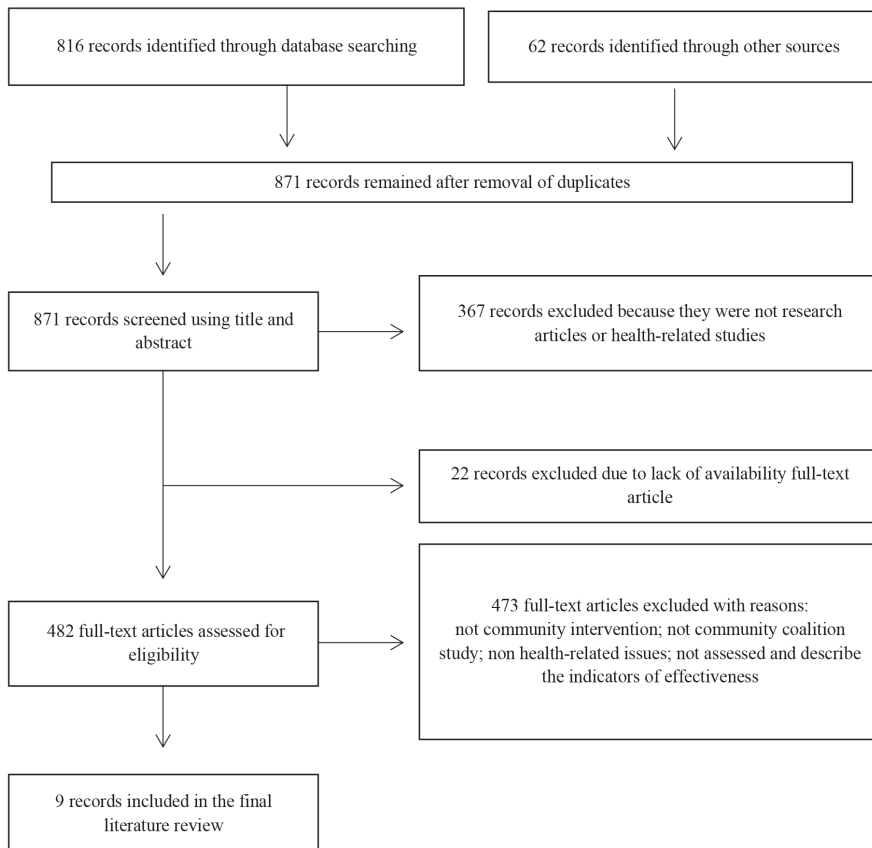 816 records identified through database searching
62 records identified through other sources
871 records remained after removal of duplicates
871 records screened using title and
abstract
367 records excluded because they were not research
articles or health-related studies
22 records excluded due to lack of availability full-text
article
482 full-text articles assessed for
eligibility
473 full-text articles excluded with reasons:
not community intervention; not community coalition
study; non health-related issues; not assessed and describe
the indicators of effectiveness
9 records included in the final
literature review